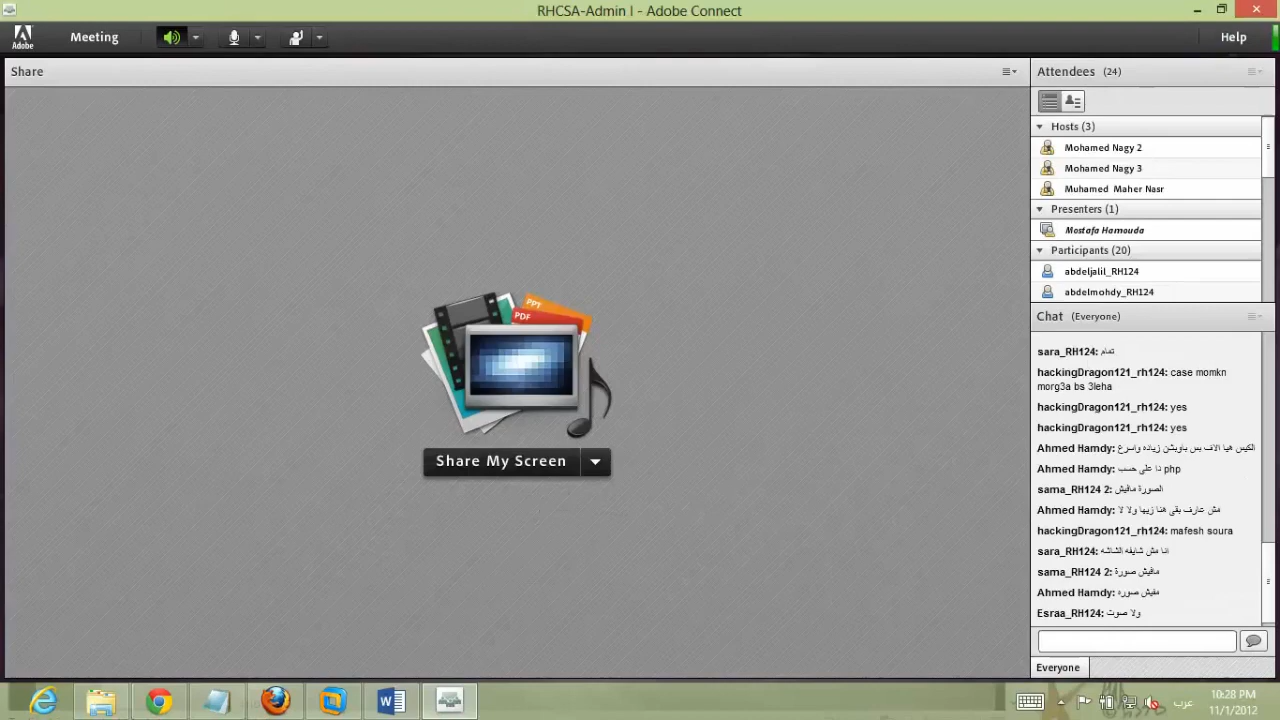 RHCSA-Admin I - Adobe Connect
Adobe
Meeting
Help
Share
Attendees (24)
Hosts (3)
Mohamed Nagy 2
Mohamed Nagy 3
Muhamed Maher Nasr
Presenters (1)
Mostafa Hamouda
Participants (20)
abdeljalil_RH124
abdelmohdy_RH124
PPT
PDF
Share My Screen
Chat (Everyone)
sara_RH124: تمام
hackingDragon121_rh124: case momkn
morg3a bs 3leha
hackingDragon121_rh124: yes
hackingDragon121_rh124: yes
Ahmed Hamdy: الكيس هيا الاف بس بأوبشن زياده واسرع
Ahmed Hamdy: دا على حسب php
sama_RH124 2: الصورة مافيش
Ahmed Hamdy: مش عارف بقى هنا زيها ولا لا
hackingDragon121_rh124: mafesh soura
sara_RH124: انا مش شايفه الشاشه
sama_RH124 2: مافيش صورة
Ahmed Hamdy: مفيش صوره
Esraa_RH124: ولا صوت
Everyone
عرب
10:28 PM
11/1/2012